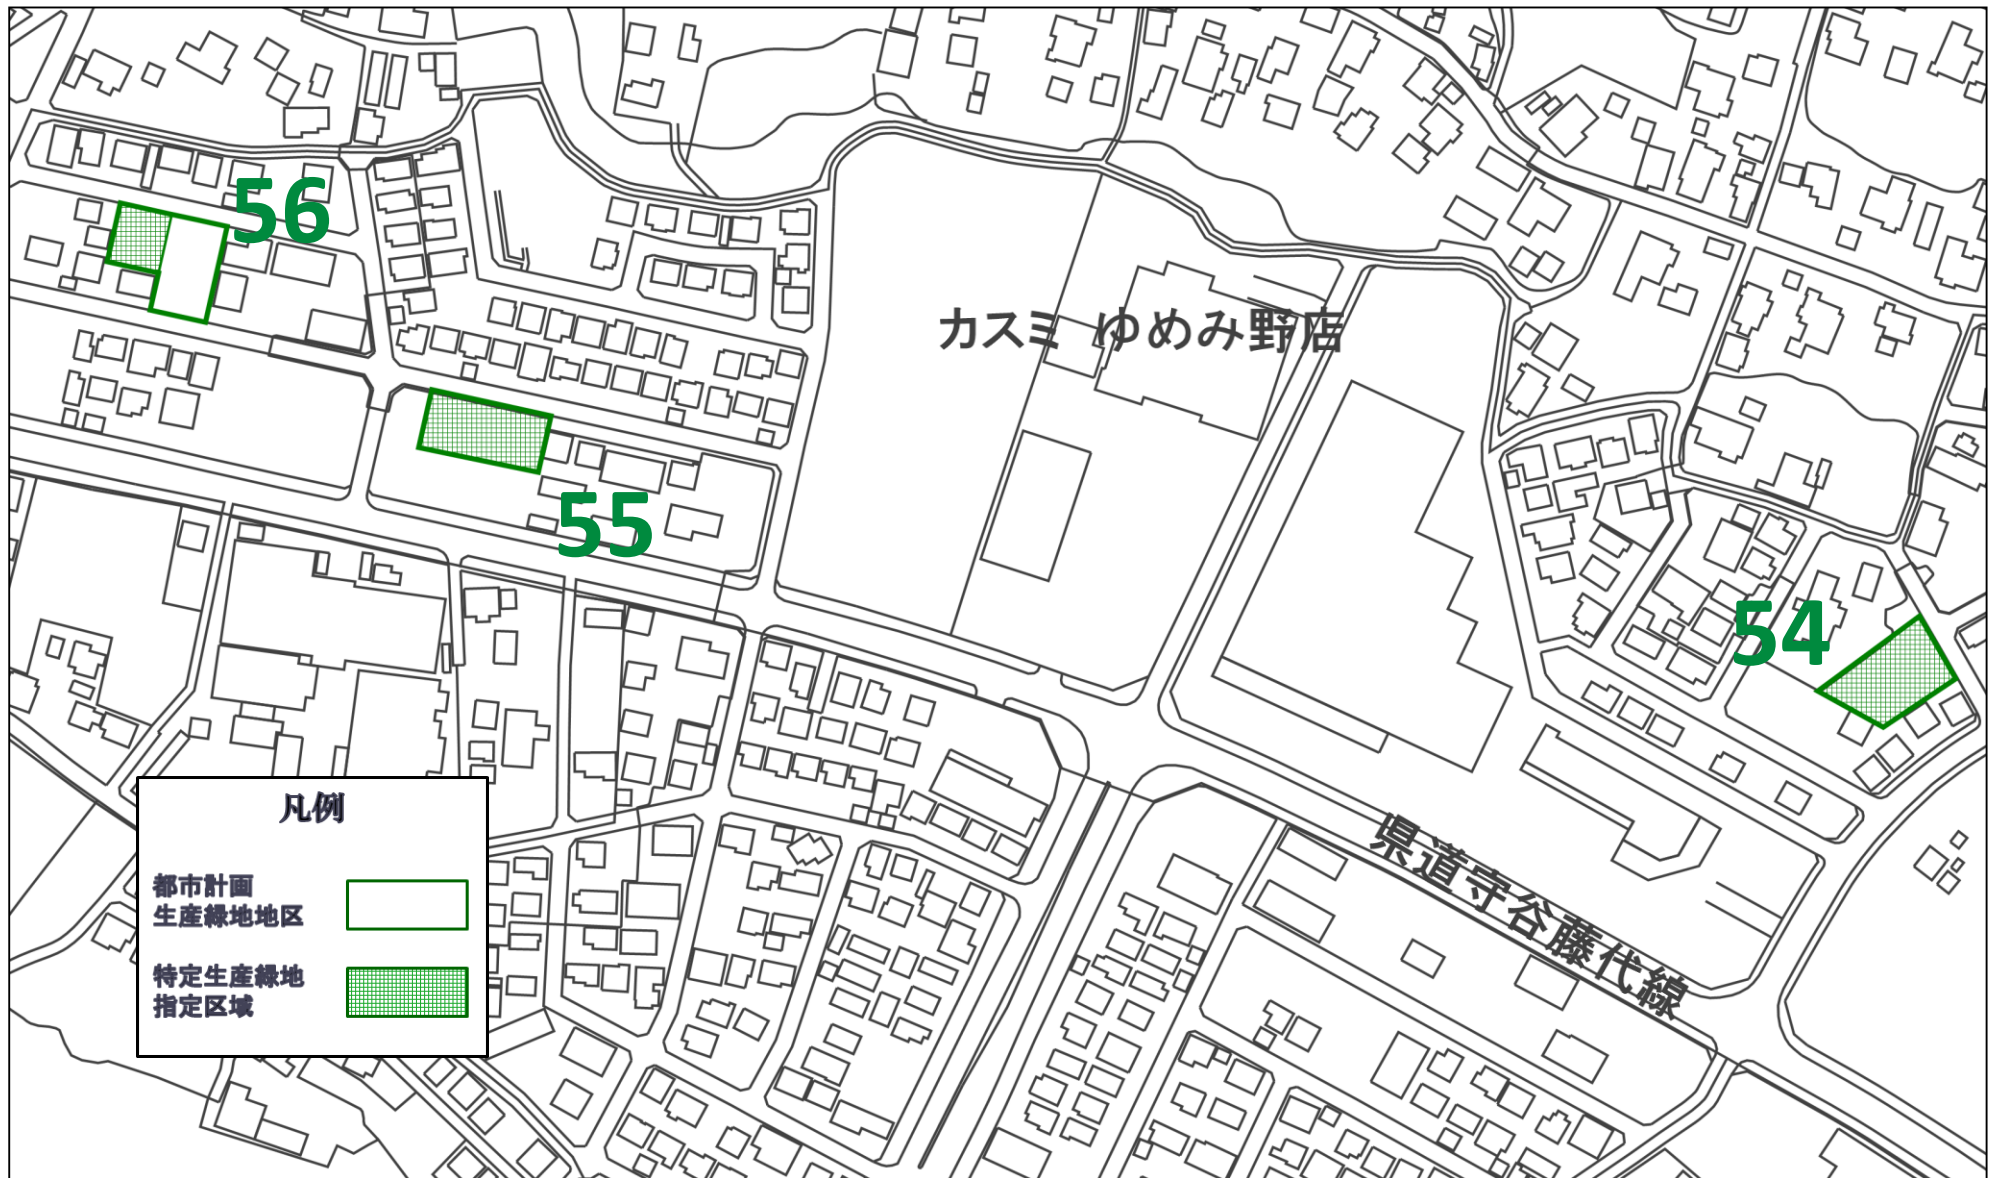 56
カスミ ゆめみ野店
55
54
凡例
都市計画
生産緑地地区
特定生産緑地
指定区域
県道守谷藤代線